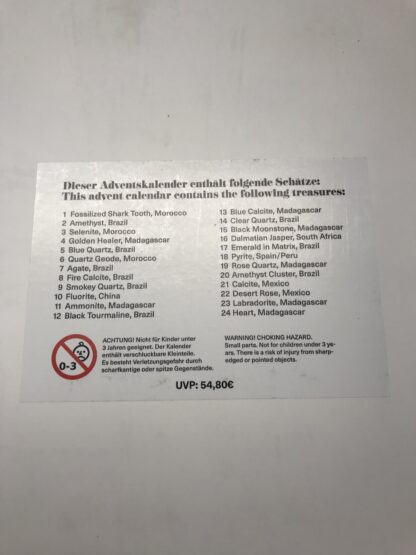 Dieser Adventskalender enthält folgende Schätze:
This advent calendar contains the following treasures:
1 Fossilized Shark Tooth, Morocco
2 Amethyst, Brazil
3 Selenite, Morocco
4 Golden Healer, Madagascar
5 Blue Quartz, Brazil
6 Quartz Geode, Morocco
7 Agate, Brazil
8 Fire Calcite, Brazil
9 Smokey Quartz, Brazil
10 Fluorite, China
11 Ammonite, Madagascar
12 Black Tourmaline, Brazil
13 Blue Calcite, Madagascar
14 Clear Quartz, Brazil
15 Black Moonstone, Madagascar
16 Dalmatian Jasper, South Africa
17 Emerald in Matrix, Brazil
18 Pyrite, Spain/Peru
19 Rose Quartz, Madagascar
20 Amethyst Cluster, Brazil
21 Calcite, Mexico
22 Desert Rose, Mexico
23 Labradorite, Madagascar
24 Heart, Madagascar
0-3
ACHTUNG! Nicht für Kinder unter
3 Jahren geeignet. Der Kalender
enthält verschluckbare Kleinteile.
Es besteht Verletzungsgefahr durch
scharfkantige oder spitze Gegenstände.
WARNING! CHOKING HAZARD.
Small parts. Not for children under 3 ye-
ars. There is a risk of injury from sharp-
edged or pointed objects.
UVP: 54,80€